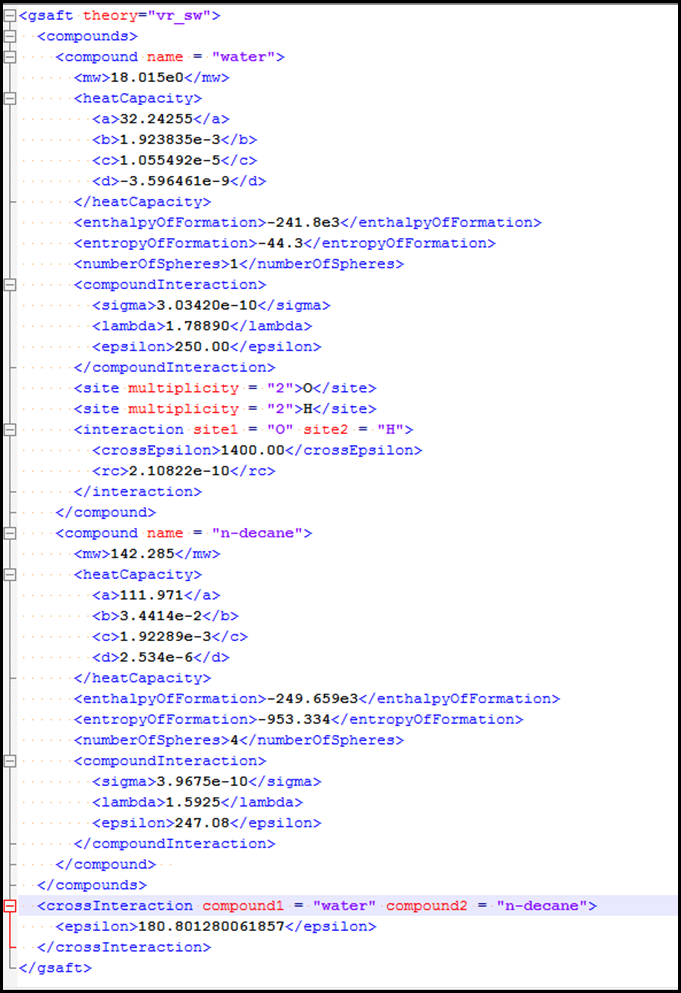 <gsaft theory="vr_sw">
<compounds>
<compound name = "water">
<mw>18.015e0</mw>
<heatCapacity>
<a>32.24255</a>
<b>1.923835e-3</b>
<c>1.055492e-5</c>
<d>-3.596461e-9</d>
</heatCapacity>
<enthalpyOfFormation>-241.8e3</enthalpyOfFormation>
<entropyOfFormation>-44.3</entropyOfFormation>
<numberOfSpheres>1</numberOfSpheres>
<compoundInteraction>
<sigma>3.03420e-10</sigma>
<lambda>1.78890</lambda>
<epsilon>250.00</epsilon>
</compoundInteraction>
<site multiplicity = "2">O</site>
<site multiplicity = "2">H</site>
<interaction site1 = "O" site2 = "H">
<crossEpsilon>1400.00</crossEpsilon>
<rc>2.10822e-10</rc>
</interaction>
</compound>
<compound name = "n-decane">
<mw>142.285</mw>
<heatCapacity>
<a>111.971</a>
<b>3.4414e-2</b>
<c>1.92289e-3</c>
<d>2.534e-6</d>
</heatCapacity>
<enthalpyOfFormation>-249.659e3</enthalpyOfFormation>
<entropyOfFormation>-953.334</entropyOfFormation>
<numberOfSpheres>4</numberOfSpheres>
<compoundInteraction>
<sigma>3.9675e-10</sigma>
<lambda>1.5925</lambda>
<epsilon>247.08</epsilon>
</compoundInteraction>
</compound>
</compounds>
<crossInteraction compound1 = "water" compound2 = "n-decane">
<epsilon>180.801280061857</epsilon>
</crossInteraction>
</gsaft>